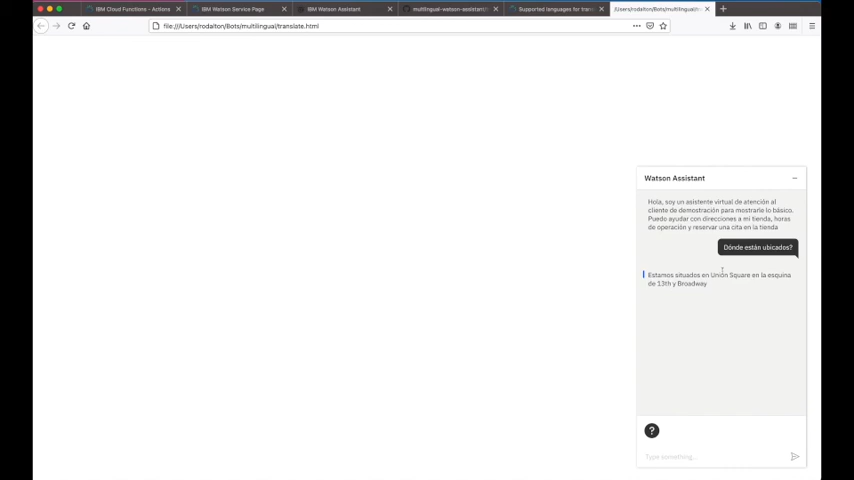 IBM Cloud Functions - Actions
IBM Watson Service Page
IBM Watson Assistant
multilingual-watson-assistant/t
Supported languages for trans
/Users/rodalton/Bots/multilingual/tra
file:///Users/rodalton/Bots/multilingual/translate.html
Watson Assistant
Hola, soy un asistente virtual de atención al
cliente de demostración para mostrarle lo básico.
Puedo ayudar con direcciones a mi tienda, horas
de operación y reservar una cita en la tienda
Dónde están ubicados?
Estamos situados en Unión Square en la esquina
de 13th y Broadway
?
Type something...